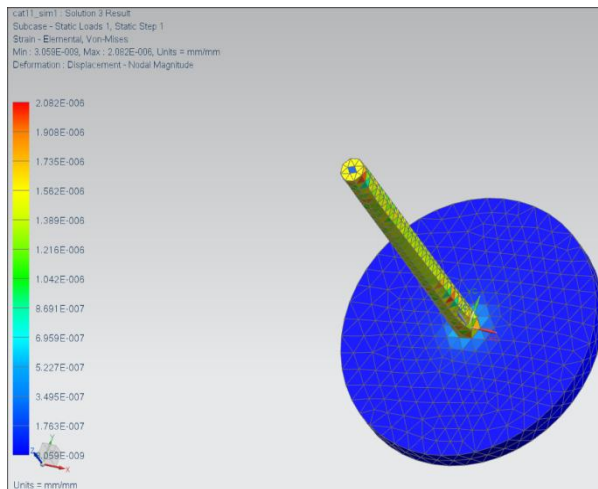 cat11_sim1 : Solution 3 Result
Subcase - Static Loads 1, Static Step 1
Strain - Elemental, Von-Mises
Min : 3.059E-009, Max : 2.082E-006, Units = mm/mm
Deformation : Displacement - Nodal Magnitude
2.082E-006
1.908E-006
1.735E-006
1.562E-006
1.389E-006
1.216E-006
1.042E-006
8.691E-007
6.959E-007
5.227E-007
3.495E-007
1.763E-007
3.059E-009
Y
Z
X
Units = mm/mm